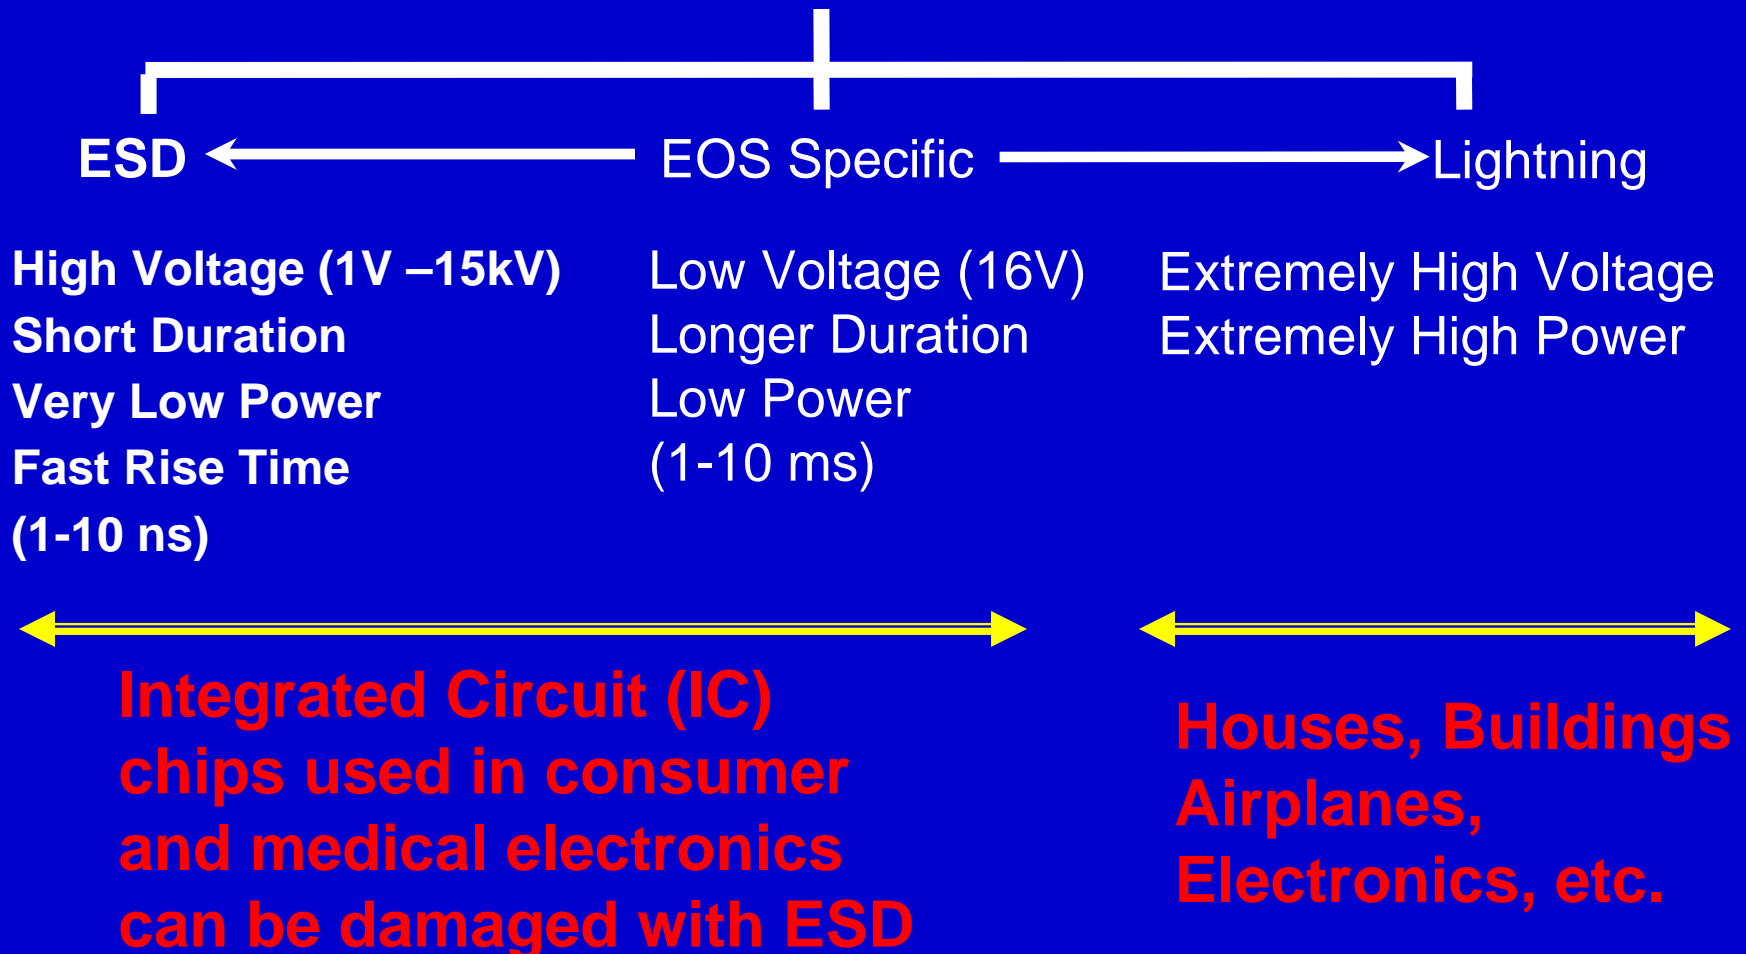 ESD EOS Specific Lightning
High Voltage (1V –15kV)
Short Duration
Very Low Power
Fast Rise Time
(1-10 ns)
Low Voltage (16V)
Longer Duration
Low Power
(1-10 ms)
Extremely High Voltage
Extremely High Power
Integrated Circuit (IC)
chips used in consumer
and medical electronics
can be damaged with ESD
Houses, Buildings
Airplanes,
Electronics, etc.